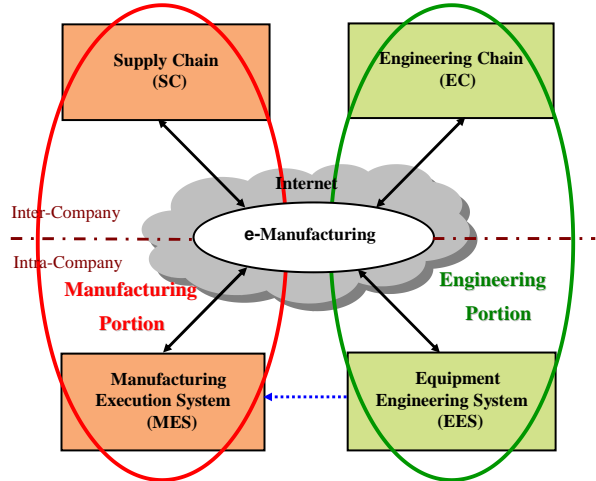 Supply Chain
(SC)
Engineering Chain
(EC)
Internet
Inter-Company
e-Manufacturing
Intra-Company
Manufacturing
Portion
Engineering
Portion
Manufacturing
Execution System
(MES)
Equipment
Engineering System
(EES)